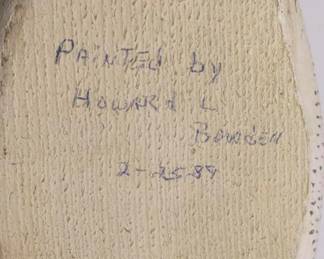 PAINTED by
HOWARD L
BOWDEN
2-25-89